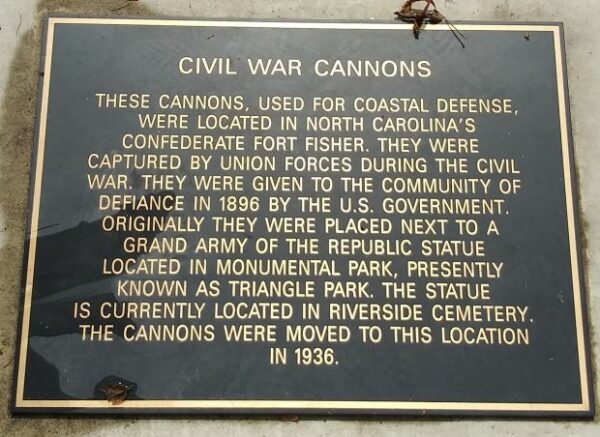 CIVIL WAR CANNONS
THESE CANNONS, USED FOR COASTAL DEFENSE,
WERE LOCATED IN NORTH CAROLINA'S
CONFEDERATE FORT FISHER. THEY WERE
CAPTURED BY UNION FORCES DURING THE CIVIL
WAR. THEY WERE GIVEN TO THE COMMUNITY OF
DEFIANCE IN 1896 BY THE U.S. GOVERNMENT.
ORIGINALLY THEY WERE PLACED NEXT TO A
GRAND ARMY OF THE REPUBLIC STATUE
LOCATED IN MONUMENTAL PARK, PRESENTLY
KNOWN AS TRIANGLE PARK. THE STATUE
IS CURRENTLY LOCATED IN RIVERSIDE CEMETERY.
THE CANNONS WERE MOVED TO THIS LOCATION
IN 1936.